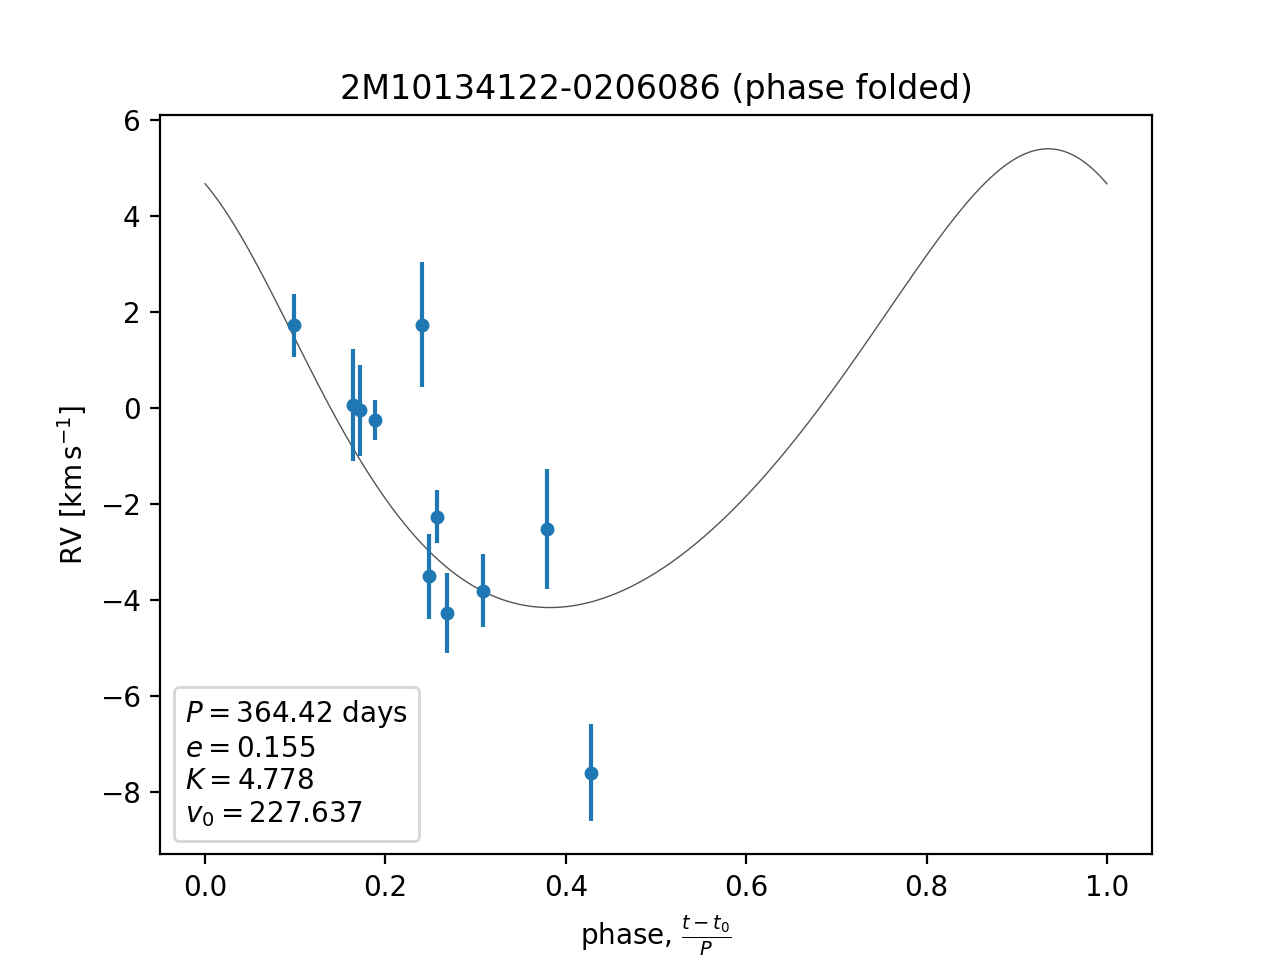 2M10134122-0206086 (phase folded)
6
4
2
0
−2
−4
−6
−8
RV [km s⁻¹]
P = 364.42 days
e = 0.155
K = 4.778
v₀ = 227.637
0.0 0.2 0.4 0.6 0.8 1.0
phase, (t − t₀)/P